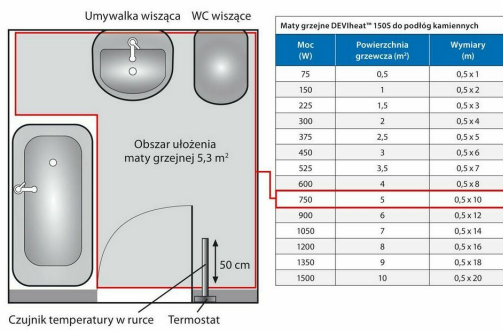 Umywalka wisząca WC wiszące
Obszar ułożenia
maty grzejnej 5,3 m²
50 cm
Czujnik temperatury w rurce Termostat
Maty grzejne DEVIheat™ 150S do podłóg kamiennych
Moc (W) Powierzchnia grzewcza (m²) Wymiary (m)
75 0,5 0,5 x 1
150 1 0,5 x 2
225 1,5 0,5 x 3
300 2 0,5 x 4
375 2,5 0,5 x 5
450 3 0,5 x 6
525 3,5 0,5 x 7
600 4 0,5 x 8
750 5 0,5 x 10
900 6 0,5 x 12
1050 7 0,5 x 14
1200 8 0,5 x 16
1350 9 0,5 x 18
1500 10 0,5 x 20